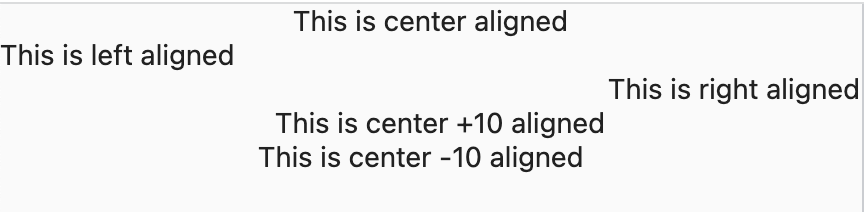 This is center aligned
This is left aligned
This is right aligned
This is center +10 aligned
This is center -10 aligned